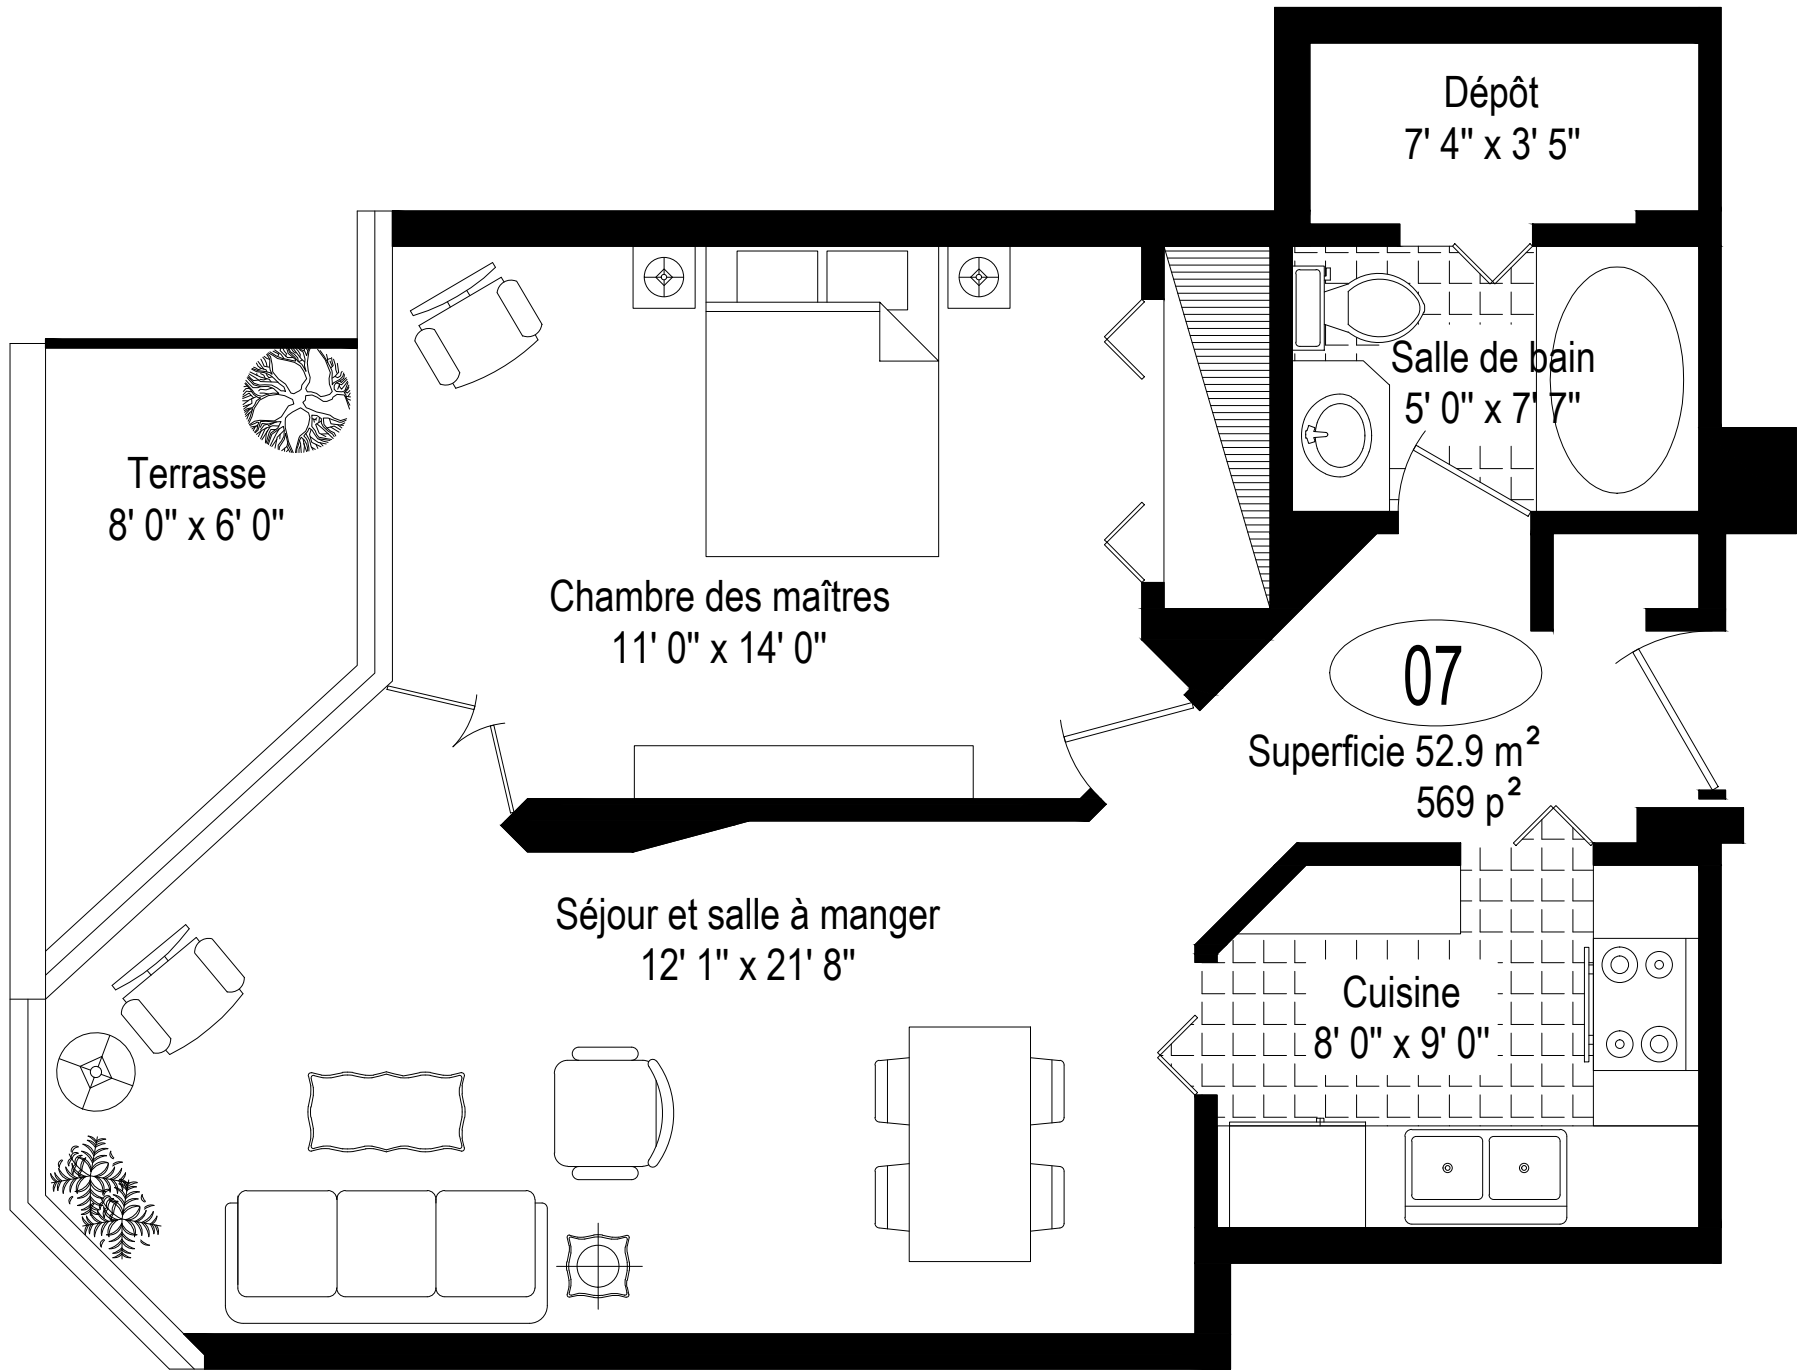 Dépôt
7' 4" x 3' 5"
Salle de bain
5' 0" x 7' 7"
Terrasse
8' 0" x 6' 0"
Chambre des maîtres
11' 0" x 14' 0"
07
Superficie 52.9 m²
569 p²
Séjour et salle à manger
12' 1" x 21' 8"
Cuisine
8' 0" x 9' 0"